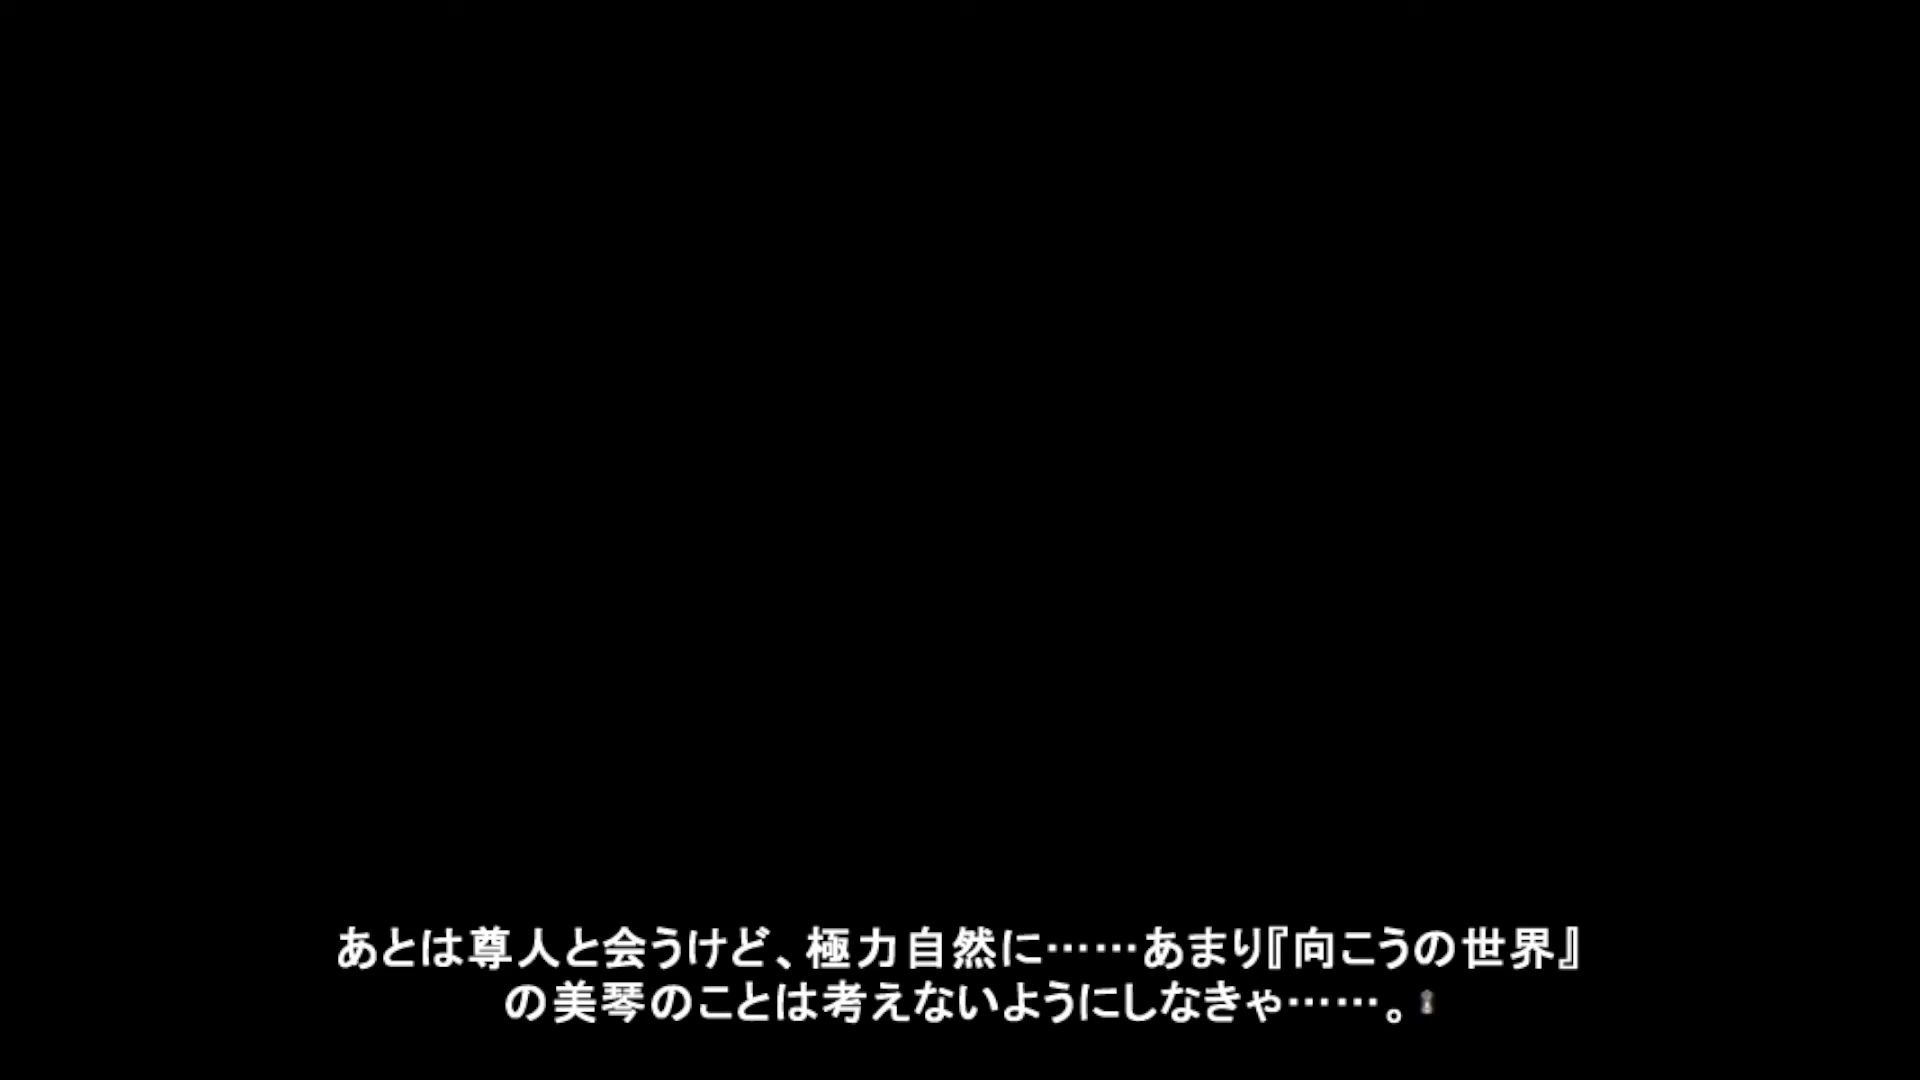 あとは尊人と会うけど、極力自然に……あまり『向こうの世界』
の美琴のことは考えないようにしなきゃ……。